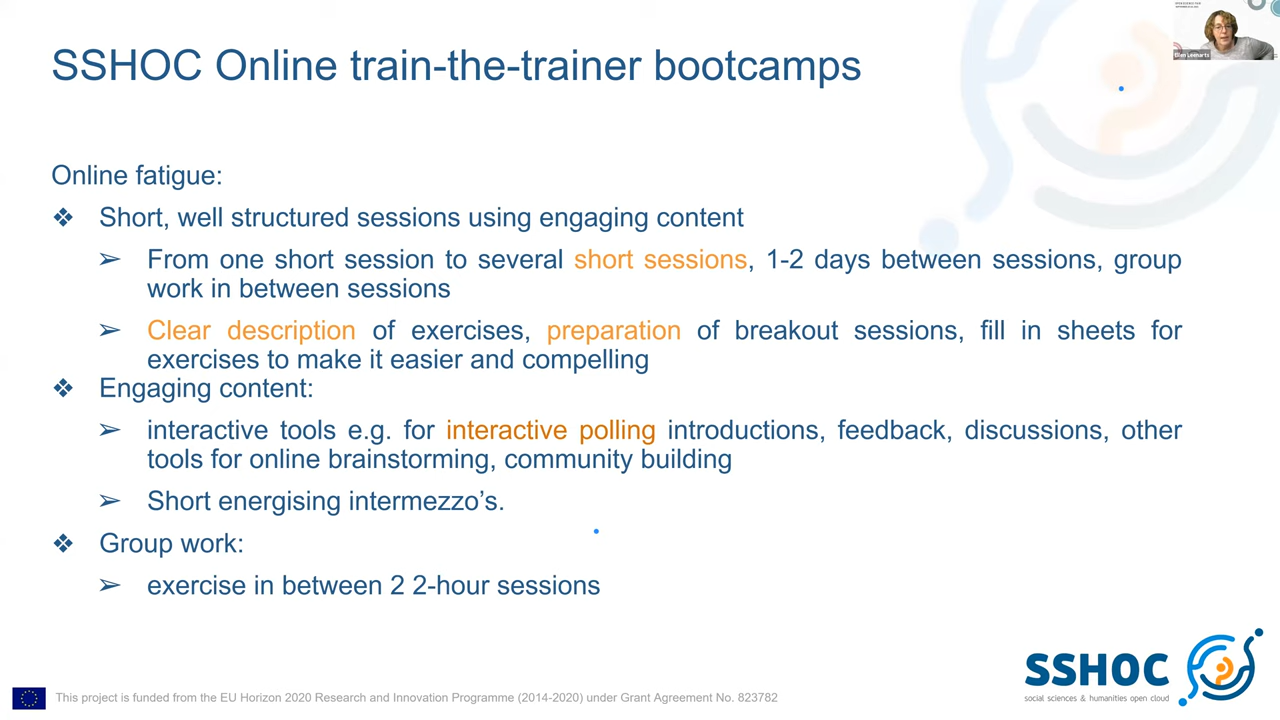 SSHOC Online train-the-trainer bootcamps
Ellen Leenarts
Online fatigue:
❖ Short, well structured sessions using engaging content
➢ From one short session to several short sessions, 1-2 days between sessions, group
work in between sessions
➢ Clear description of exercises, preparation of breakout sessions, fill in sheets for
exercises to make it easier and compelling
❖ Engaging content:
➢ interactive tools e.g. for interactive polling introductions, feedback, discussions, other
tools for online brainstorming, community building
➢ Short energising intermezzo’s.
❖ Group work:
➢ exercise in between 2 2-hour sessions
SSHOC
social sciences & humanities open cloud
This project is funded from the EU Horizon 2020 Research and Innovation Programme (2014-2020) under Grant Agreement No. 823782